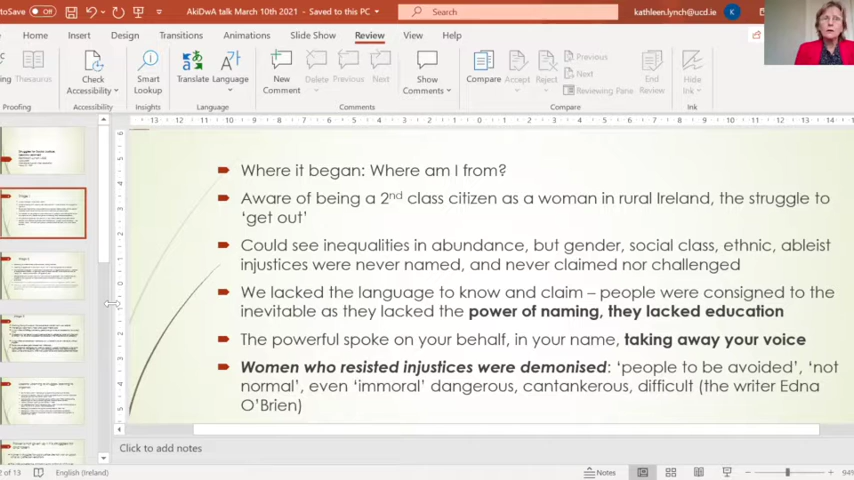 AutoSave Off
AkiDwA talk March 10th 2021 - Saved to this PC
Search
kathleen.lynch@ucd.ie K
Home Insert Design Transitions Animations Slide Show Review View Help
Thesaurus
Check Accessibility
Smart Lookup
Translate Language
New Comment
Delete Previous Next
Show Comments
Compare Accept Reject
Previous
Next
Reviewing Pane
End Review
Hide Ink
Proofing Accessibility Insights Language Comments Compare Ink
Where it began: Where am I from?
Aware of being a 2nd class citizen as a woman in rural Ireland, the struggle to
‘get out’
Could see inequalities in abundance, but gender, social class, ethnic, ableist
injustices were never named, and never claimed nor challenged
We lacked the language to know and claim – people were consigned to the
inevitable as they lacked the power of naming, they lacked education
The powerful spoke on your behalf, in your name, taking away your voice
Women who resisted injustices were demonised: ‘people to be avoided’, ‘not
normal’, even ‘immoral’ dangerous, cantankerous, difficult (the writer Edna
O’Brien)
Click to add notes
2 of 13 English (Ireland) Notes 94%